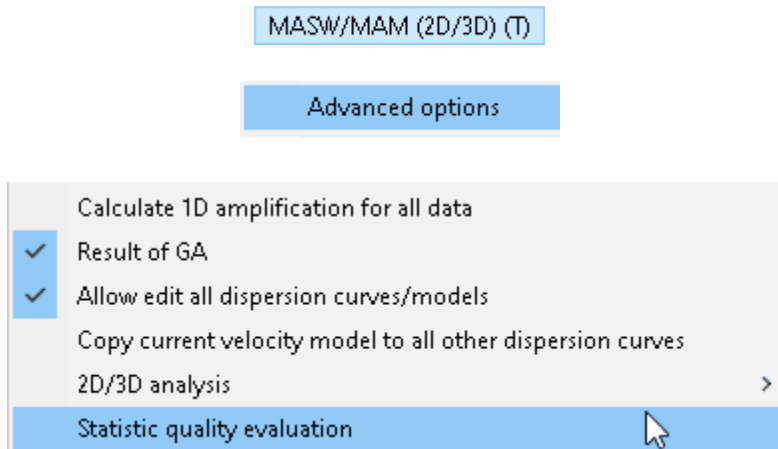 MASW/MAM (2D/3D) (T)
Advanced options
Calculate 1D amplification for all data
Result of GA
Allow edit all dispersion curves/models
Copy current velocity model to all other dispersion curves
2D/3D analysis
Statistic quality evaluation